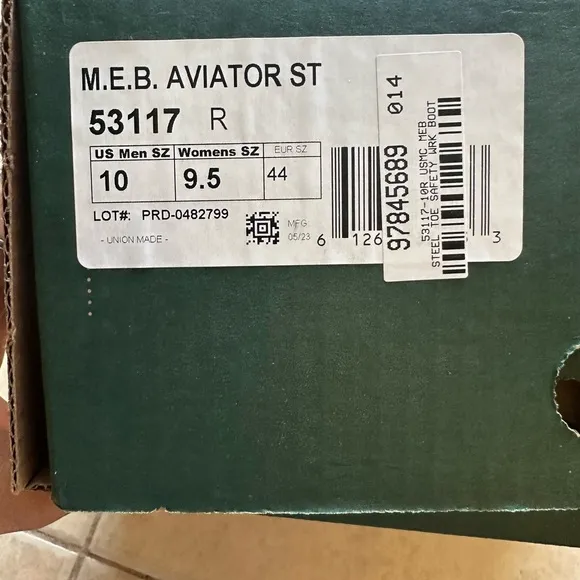 M.E.B. AVIATOR ST
53117 R
US Men SZ Womens SZ EUR SZ
10 9.5 44
LOT#: PRD-0482799
- UNION MADE -
MFG
05/23
6 126 3
97845689 014
53117-10R USMC MEB
STEEL TOE SAFETY WRK BOOT